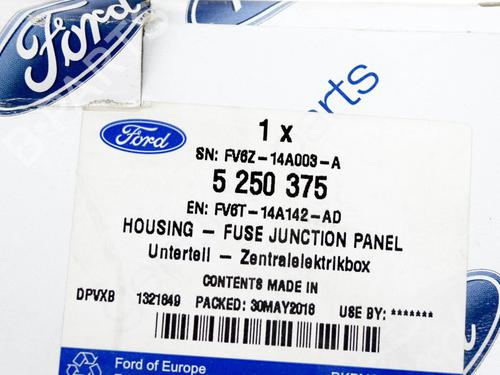 Ford
Parts
Ford
1 x
SN: FV6Z-14A003-A
5 250 375
EN: FV6T-14A142-AD
HOUSING - FUSE JUNCTION PANEL
Unterteil - Zentralelektrikbox
CONTENTS MADE IN
DPVXB 1321649 PACKED: 30MAY2016 USE BY: *******
Ford of Europe